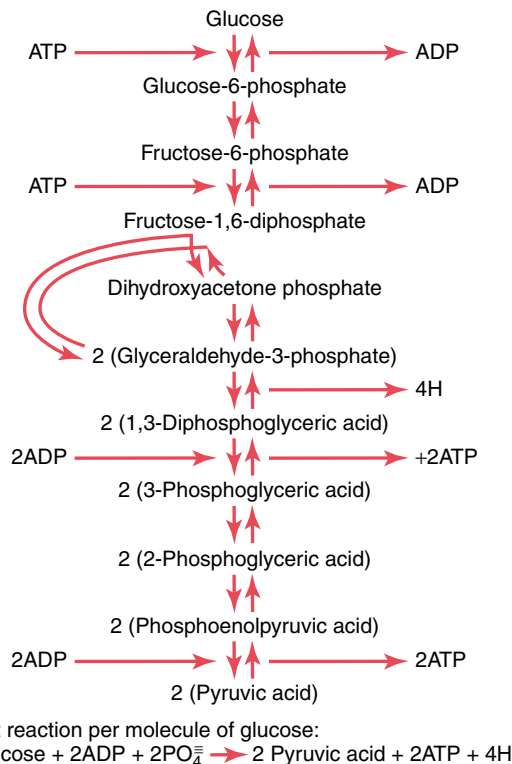 Glucose
ATP ADP
Glucose-6-phosphate
Fructose-6-phosphate
ATP ADP
Fructose-1,6-diphosphate
Dihydroxyacetone phosphate
2 (Glyceraldehyde-3-phosphate)
4H
2 (1,3-Diphosphoglyceric acid)
2ADP +2ATP
2 (3-Phosphoglyceric acid)
2 (2-Phosphoglyceric acid)
2 (Phosphoenolpyruvic acid)
2ADP 2ATP
2 (Pyruvic acid)
reaction per molecule of glucose:
+ 2ADP + 2PO₄≡ → 2 Pyruvic acid + 2ATP + 4H